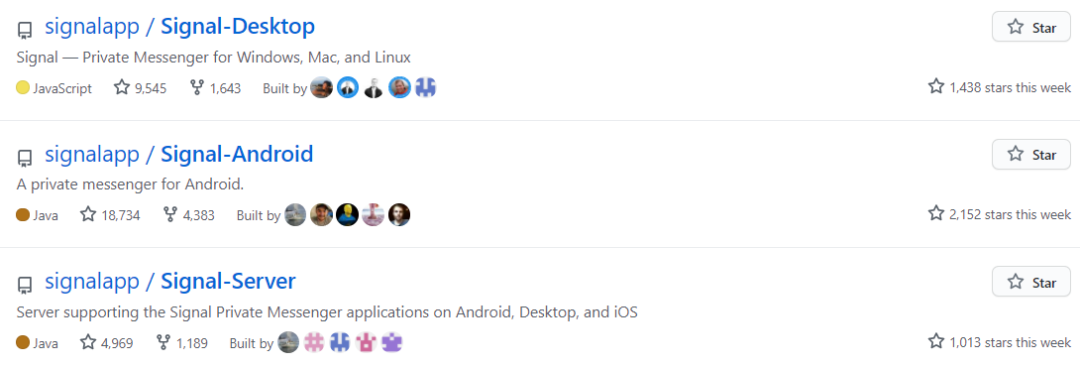 signalapp / Signal-Desktop Star
Signal — Private Messenger for Windows, Mac, and Linux
JavaScript 9,545 1,643 Built by 1,438 stars this week
signalapp / Signal-Android Star
A private messenger for Android.
Java 18,734 4,383 Built by 2,152 stars this week
signalapp / Signal-Server Star
Server supporting the Signal Private Messenger applications on Android, Desktop, and iOS
Java 4,969 1,189 Built by 1,013 stars this week